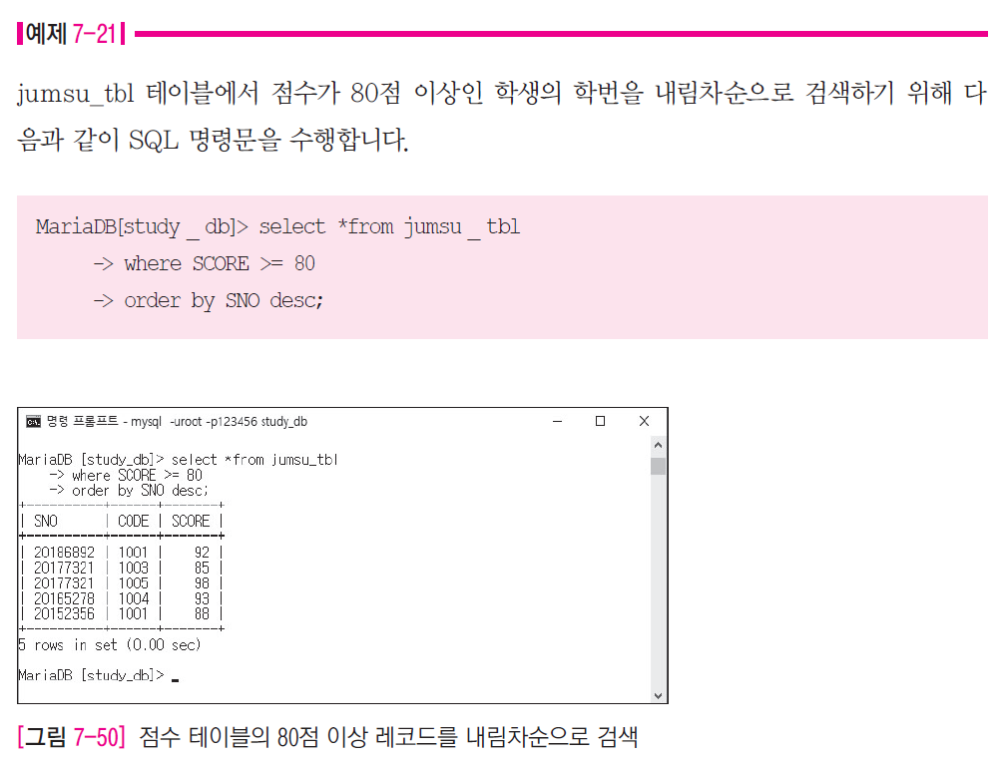 예제 7-21
jumsu_tbl 테이블에서 점수가 80점 이상인 학생의 학번을 내림차순으로 검색하기 위해 다
음과 같이 SQL 명령문을 수행합니다.
MariaDB[study _ db]> select *from jumsu _ tbl
-> where SCORE >= 80
-> order by SNO desc;
명령 프롬프트 - mysql -uroot -p123456 study_db
MariaDB [study_db]> select *from jumsu_tbl
-> where SCORE >= 80
-> order by SNO desc;
+----------+------+-------+
| SNO | CODE | SCORE |
+----------+------+-------+
| 20186892 | 1001 | 92 |
| 20177321 | 1003 | 85 |
| 20177321 | 1005 | 98 |
| 20165278 | 1004 | 93 |
| 20152356 | 1001 | 88 |
+----------+------+-------+
5 rows in set (0.00 sec)
MariaDB [study_db]> _
[그림 7-50] 점수 테이블의 80점 이상 레코드를 내림차순으로 검색